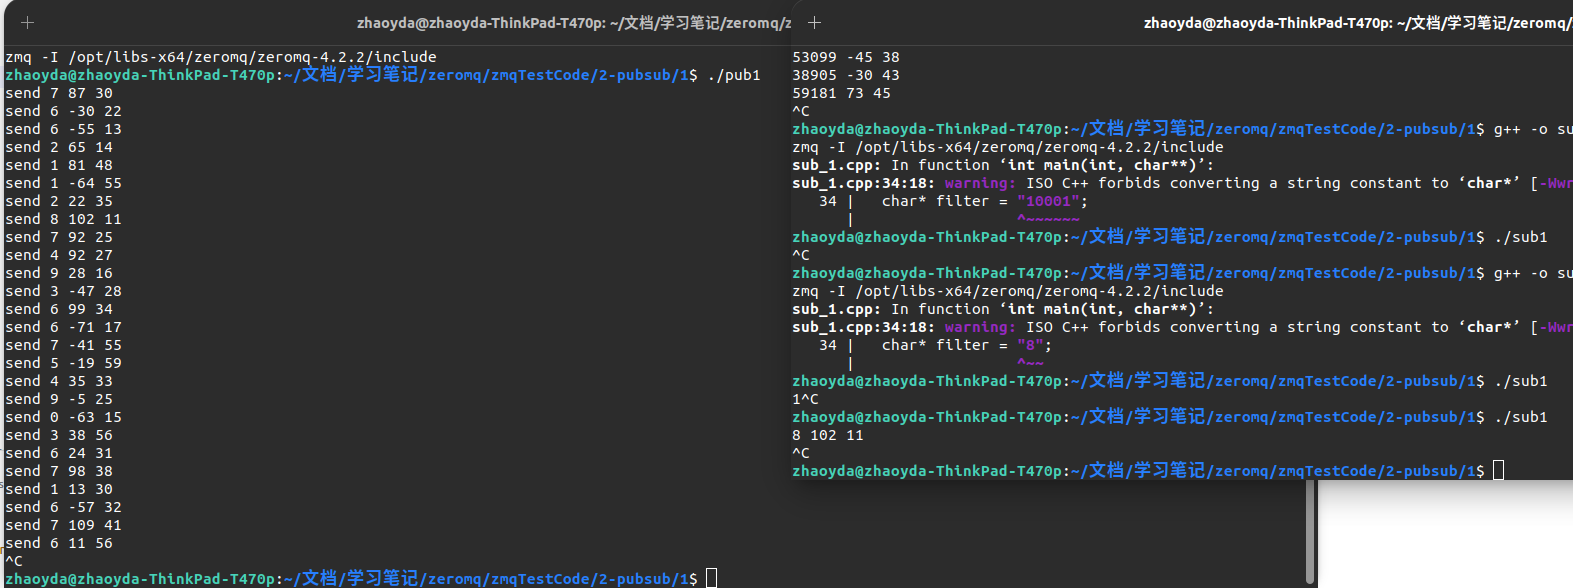 zhaoyda@zhaoyda-ThinkPad-T470p: ~/文档/学习笔记/zeromq/z
zmq -I /opt/libs-x64/zeromq/zeromq-4.2.2/include
zhaoyda@zhaoyda-ThinkPad-T470p:~/文档/学习笔记/zeromq/zmqTestCode/2-pubsub/1$ ./pub1
send 7 87 30
send 6 -30 22
send 6 -55 13
send 2 65 14
send 1 81 48
send 1 -64 55
send 2 22 35
send 8 102 11
send 7 92 25
send 4 92 27
send 9 28 16
send 3 -47 28
send 6 99 34
send 6 -71 17
send 7 -41 55
send 5 -19 59
send 4 35 33
send 9 -5 25
send 0 -63 15
send 3 38 56
send 6 24 31
send 7 98 38
send 1 13 30
send 6 -57 32
send 7 109 41
send 6 11 56
^C
zhaoyda@zhaoyda-ThinkPad-T470p:~/文档/学习笔记/zeromq/zmqTestCode/2-pubsub/1$
zhaoyda@zhaoyda-ThinkPad-T470p: ~/文档/学习笔记/zeromq/
53099 -45 38
38905 -30 43
59181 73 45
^C
zhaoyda@zhaoyda-ThinkPad-T470p:~/文档/学习笔记/zeromq/zmqTestCode/2-pubsub/1$ g++ -o su
zmq -I /opt/libs-x64/zeromq/zeromq-4.2.2/include
sub_1.cpp: In function ‘int main(int, char**)’:
sub_1.cpp:34:18: warning: ISO C++ forbids converting a string constant to ‘char*’ [-Wwr
34 | char* filter = "10001";
| ^~~~~~~
zhaoyda@zhaoyda-ThinkPad-T470p:~/文档/学习笔记/zeromq/zmqTestCode/2-pubsub/1$ ./sub1
^C
zhaoyda@zhaoyda-ThinkPad-T470p:~/文档/学习笔记/zeromq/zmqTestCode/2-pubsub/1$ g++ -o su
zmq -I /opt/libs-x64/zeromq/zeromq-4.2.2/include
sub_1.cpp: In function ‘int main(int, char**)’:
sub_1.cpp:34:18: warning: ISO C++ forbids converting a string constant to ‘char*’ [-Wwr
34 | char* filter = "8";
| ^~~
zhaoyda@zhaoyda-ThinkPad-T470p:~/文档/学习笔记/zeromq/zmqTestCode/2-pubsub/1$ ./sub1
1^C
zhaoyda@zhaoyda-ThinkPad-T470p:~/文档/学习笔记/zeromq/zmqTestCode/2-pubsub/1$ ./sub1
8 102 11
^C
zhaoyda@zhaoyda-ThinkPad-T470p:~/文档/学习笔记/zeromq/zmqTestCode/2-pubsub/1$